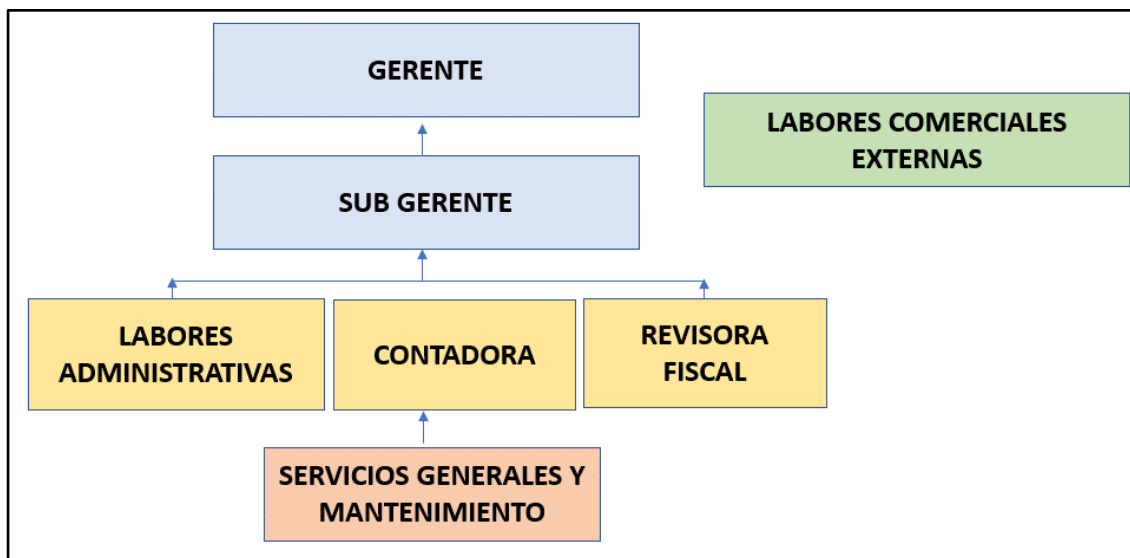 GERENTE
LABORES COMERCIALES
EXTERNAS
SUB GERENTE
LABORES
ADMINISTRATIVAS
CONTADORA
REVISORA
FISCAL
SERVICIOS GENERALES Y
MANTENIMIENTO